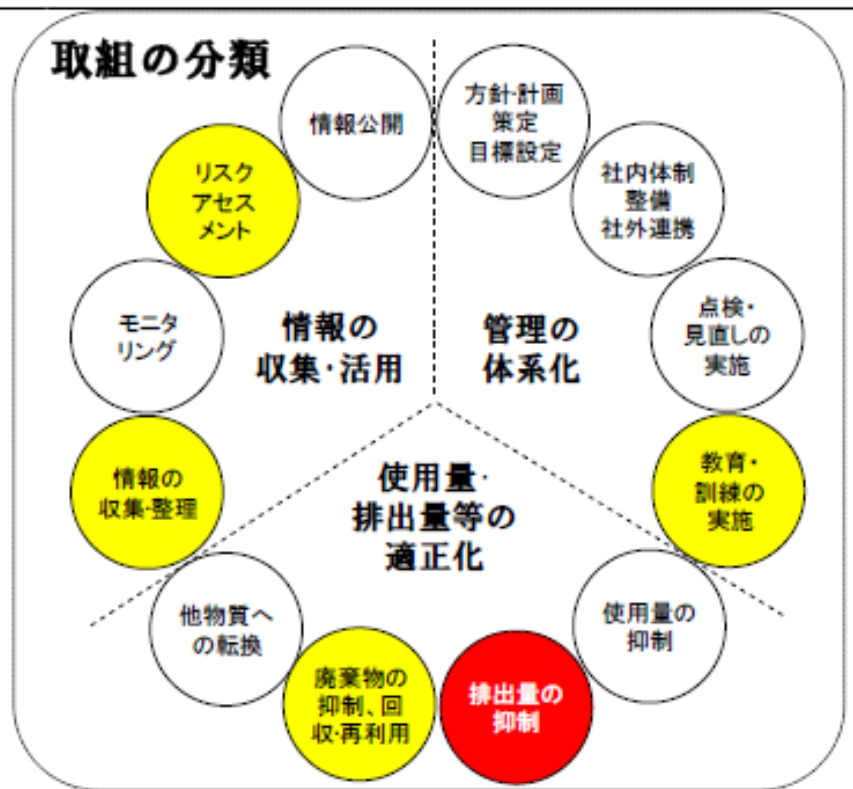 取組の分類
情報公開
方針・計画
策定
目標設定
リスク
アセス
メント
社内体制
整備
社外連携
モニタ
リング
情報の
収集・活用
管理の
体系化
点検・
見直しの
実施
情報の
収集・整理
使用量・
排出量等の
適正化
教育・
訓練の
実施
他物質へ
の転換
使用量の
抑制
廃棄物の
抑制、回
収・再利用
排出量の
抑制